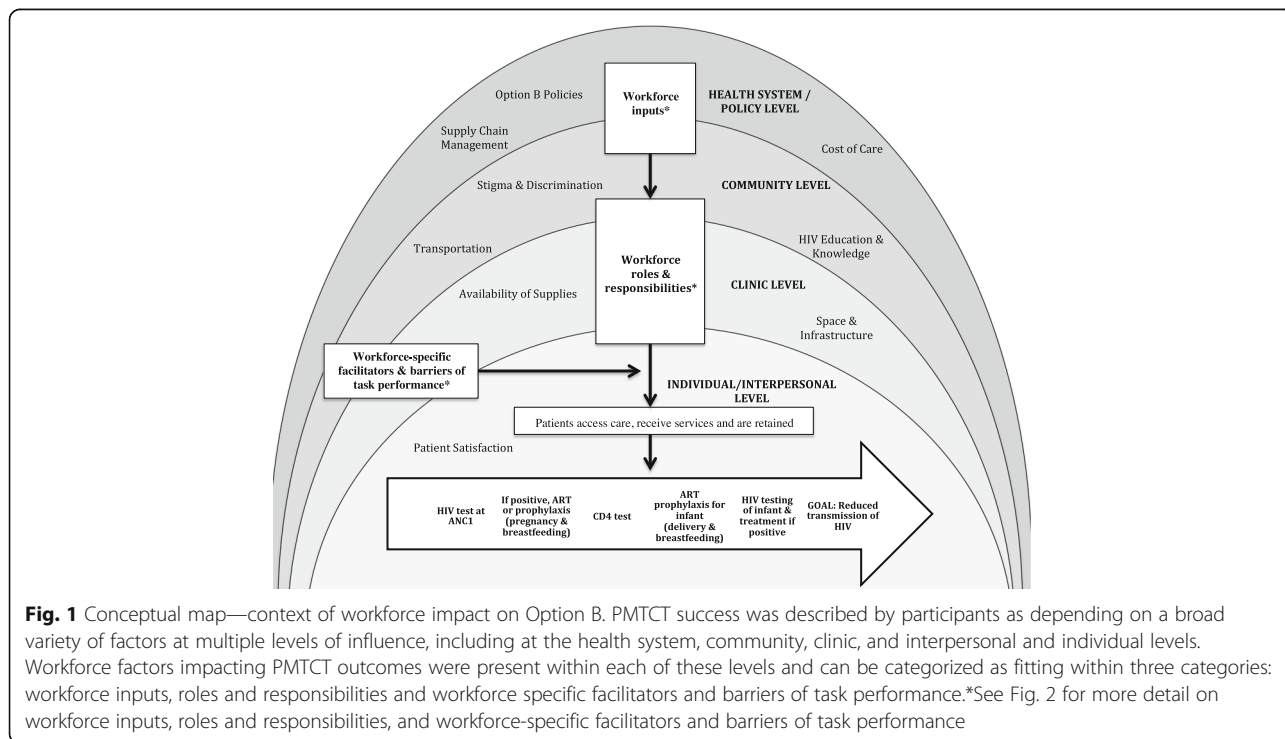 Option B Policies
Workforce
inputs*
HEALTH SYSTEM /
POLICY LEVEL
Supply Chain
Management
Cost of Care
Stigma & Discrimination
COMMUNITY LEVEL
Transportation
HIV Education &
Knowledge
Workforce
roles &
responsibilities*
CLINIC LEVEL
Availability of Supplies
Space &
Infrastructure
Workforce-specific
facilitators & barriers of
task performance*
INDIVIDUAL/INTERPERSONAL
LEVEL
Patients access care, receive services and are retained
Patient Satisfaction
HIV test at
ANC1
If positive, ART
or prophylaxis
(pregnancy &
breastfeeding)
CD4 test
ART
prophylaxis for
infant
(delivery &
breastfeeding)
HIV testing
of infant &
treatment if
positive
GOAL: Reduced
transmission of
HIV
Fig. 1 Conceptual map—context of workforce impact on Option B. PMTCT success was described by participants as depending on a broad
variety of factors at multiple levels of influence, including at the health system, community, clinic, and interpersonal and individual levels.
Workforce factors impacting PMTCT outcomes were present within each of these levels and can be categorized as fitting within three categories:
workforce inputs, roles and responsibilities and workforce specific facilitators and barriers of task performance.*See Fig. 2 for more detail on
workforce inputs, roles and responsibilities, and workforce-specific facilitators and barriers of task performance